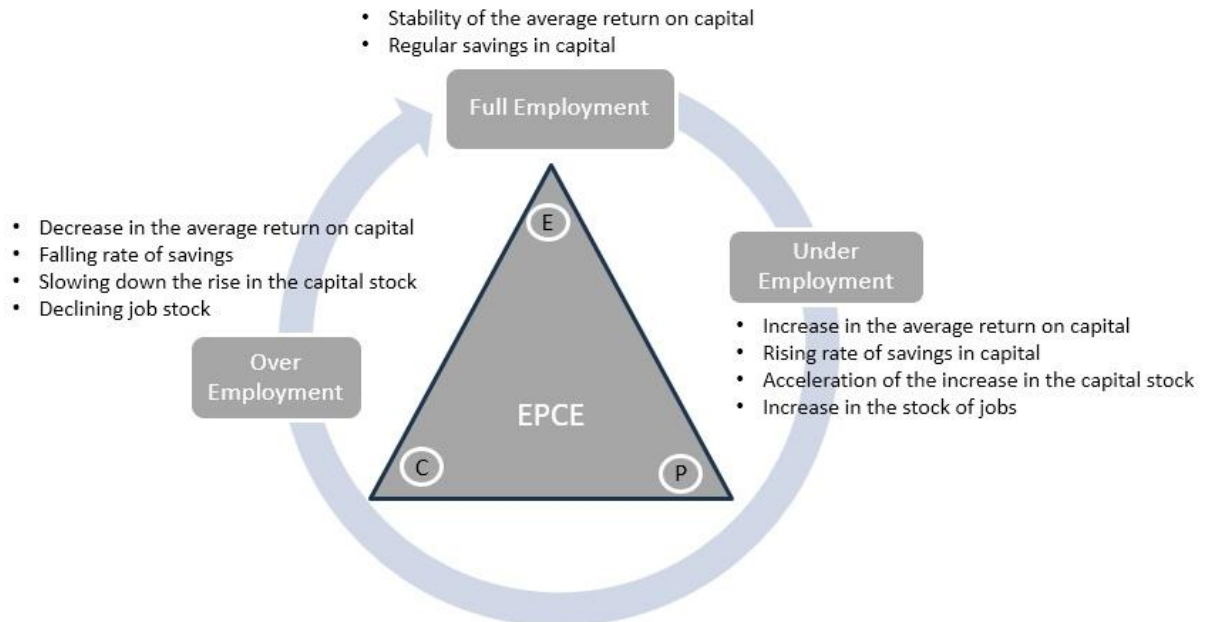 • Stability of the average return on capital
• Regular savings in capital
Full Employment
E
• Decrease in the average return on capital
• Falling rate of savings
• Slowing down the rise in the capital stock
• Declining job stock
Under
Employment
• Increase in the average return on capital
• Rising rate of savings in capital
• Acceleration of the increase in the capital stock
• Increase in the stock of jobs
Over
Employment
EPCE
C
P